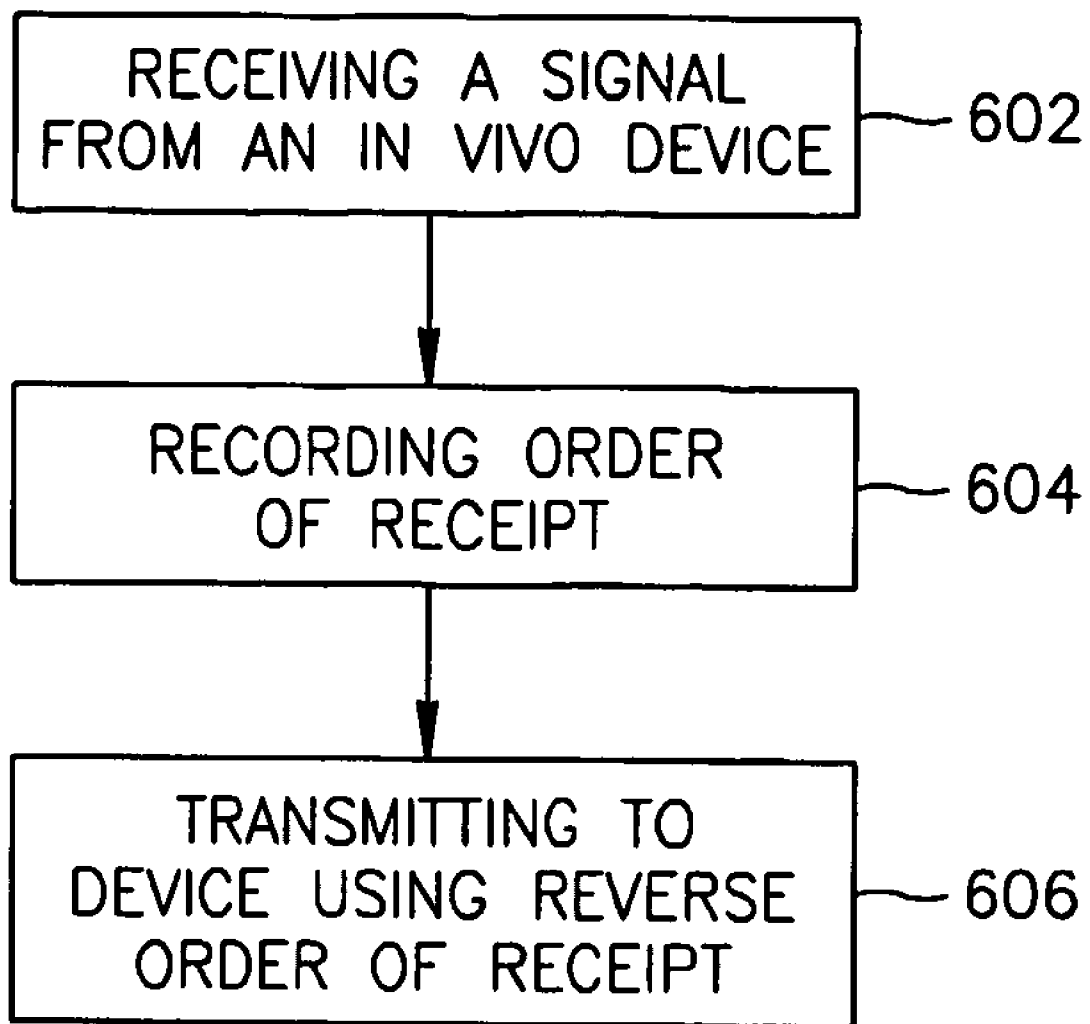 RECEIVING A SIGNAL
FROM AN IN VIVO DEVICE
602
RECORDING ORDER
OF RECEIPT
604
TRANSMITTING TO
DEVICE USING REVERSE
ORDER OF RECEIPT
606